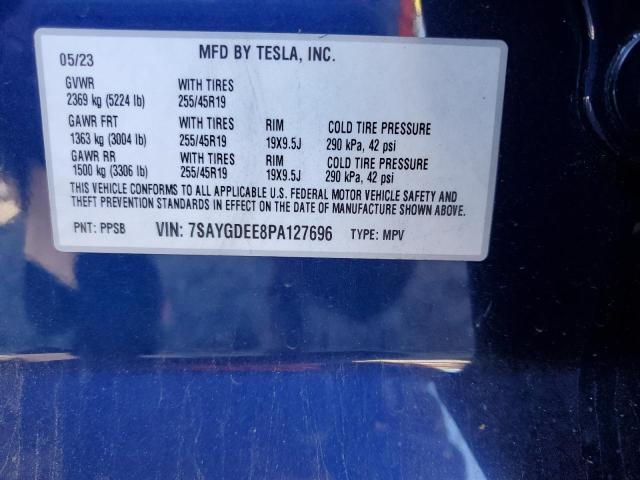 05/23 MFD BY TESLA, INC.
GVWR WITH TIRES
2369 kg (5224 lb) 255/45R19
GAWR FRT WITH TIRES RIM COLD TIRE PRESSURE
1363 kg (3004 lb) 255/45R19 19X9.5J 290 kPa, 42 psi
GAWR RR WITH TIRES RIM COLD TIRE PRESSURE
1500 kg (3306 lb) 255/45R19 19X9.5J 290 kPa, 42 psi
THIS VEHICLE CONFORMS TO ALL APPLICABLE U.S. FEDERAL MOTOR VEHICLE SAFETY AND
THEFT PREVENTION STANDARDS IN EFFECT ON THE DATE OF MANUFACTURE SHOWN ABOVE.
PNT: PPSB VIN: 7SAYGDEE8PA127696 TYPE: MPV